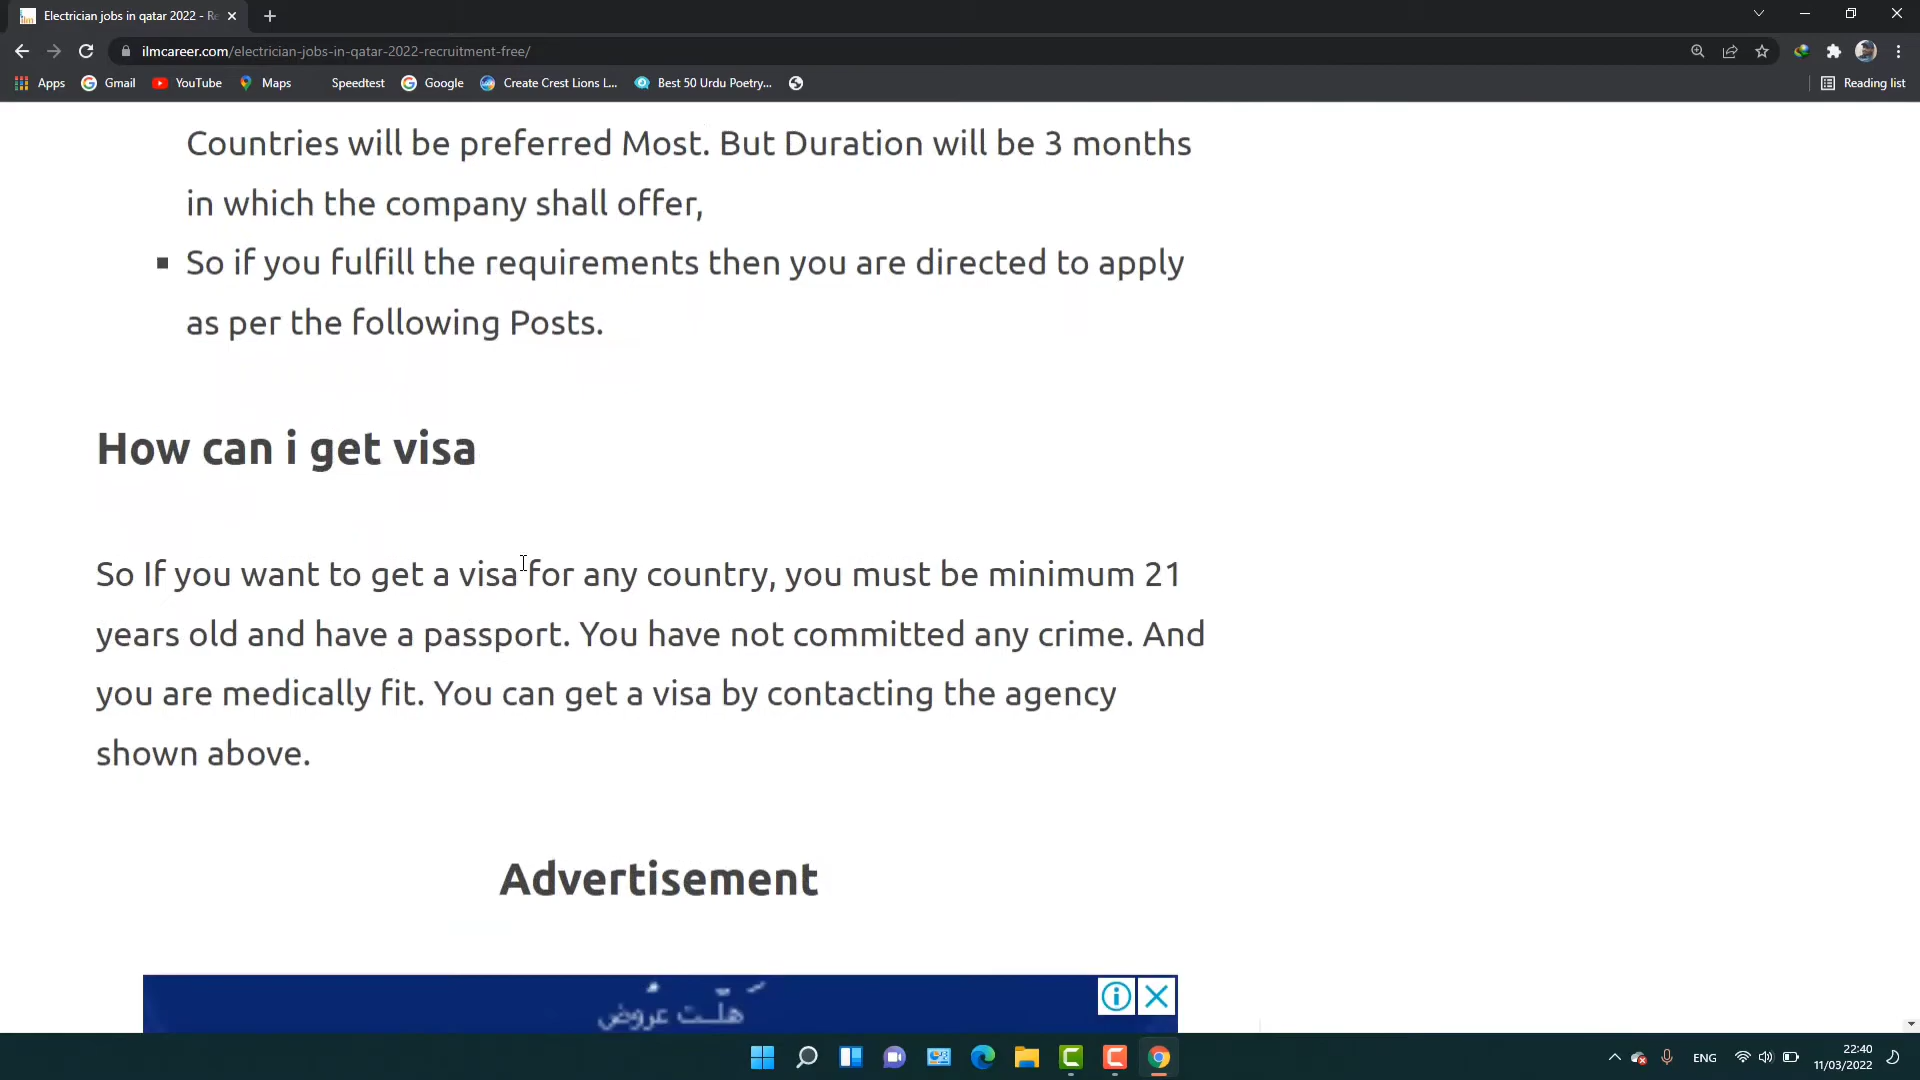 Electrician jobs in qatar 2022 - Re
ilmcareer.com/electrician-jobs-in-qatar-2022-recruitment-free/
Apps Gmail YouTube Maps Speedtest Google Create Crest Lions L... Best 50 Urdu Poetry... Reading list
Countries will be preferred Most. But Duration will be 3 months
in which the company shall offer,
▪ So if you fulfill the requirements then you are directed to apply
as per the following Posts.
How can i get visa
So If you want to get a visa for any country, you must be minimum 21
years old and have a passport. You have not committed any crime. And
you are medically fit. You can get a visa by contacting the agency
shown above.
Advertisement
هلّت عروض
ENG
22:40
11/03/2022